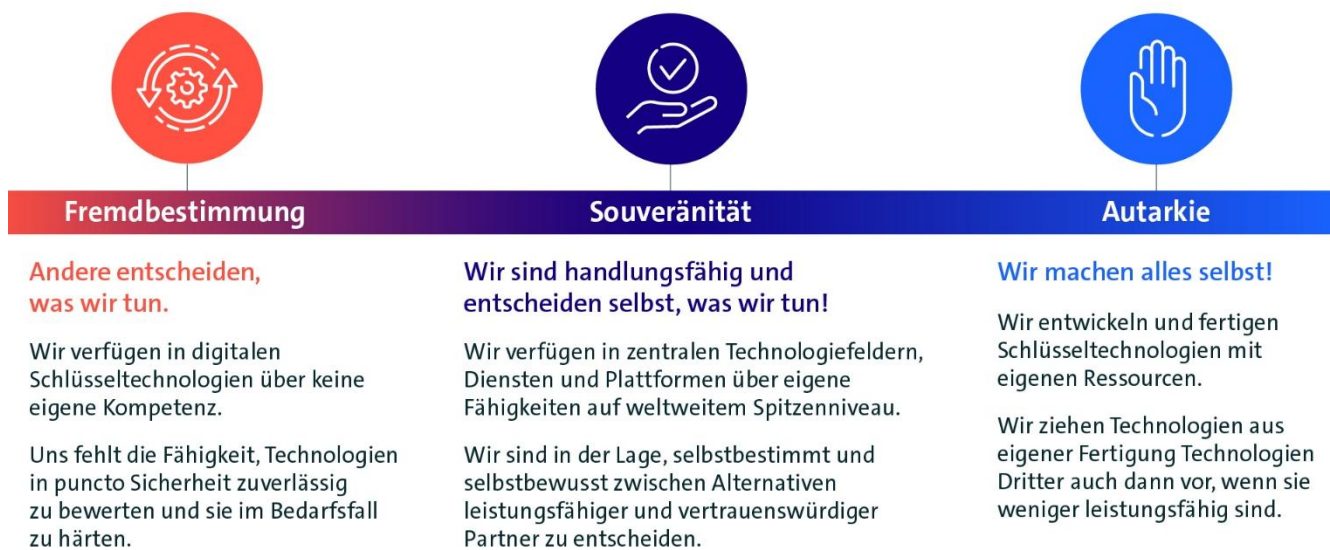 Fremdbestimmung
Souveränität
Autarkie
Andere entscheiden,
was wir tun.
Wir verfügen in digitalen
Schlüsseltechnologien über keine
eigene Kompetenz.
Uns fehlt die Fähigkeit, Technologien
in puncto Sicherheit zuverlässig
zu bewerten und sie im Bedarfsfall
zu härten.
Wir sind handlungsfähig und
entscheiden selbst, was wir tun!
Wir verfügen in zentralen Technologiefeldern,
Diensten und Plattformen über eigene
Fähigkeiten auf weltweitem Spitzenniveau.
Wir sind in der Lage, selbstbestimmt und
selbstbewusst zwischen Alternativen
leistungsfähiger und vertrauenswürdiger
Partner zu entscheiden.
Wir machen alles selbst!
Wir entwickeln und fertigen
Schlüsseltechnologien mit
eigenen Ressourcen.
Wir ziehen Technologien aus
eigener Fertigung Technologien
Dritter auch dann vor, wenn sie
weniger leistungsfähig sind.